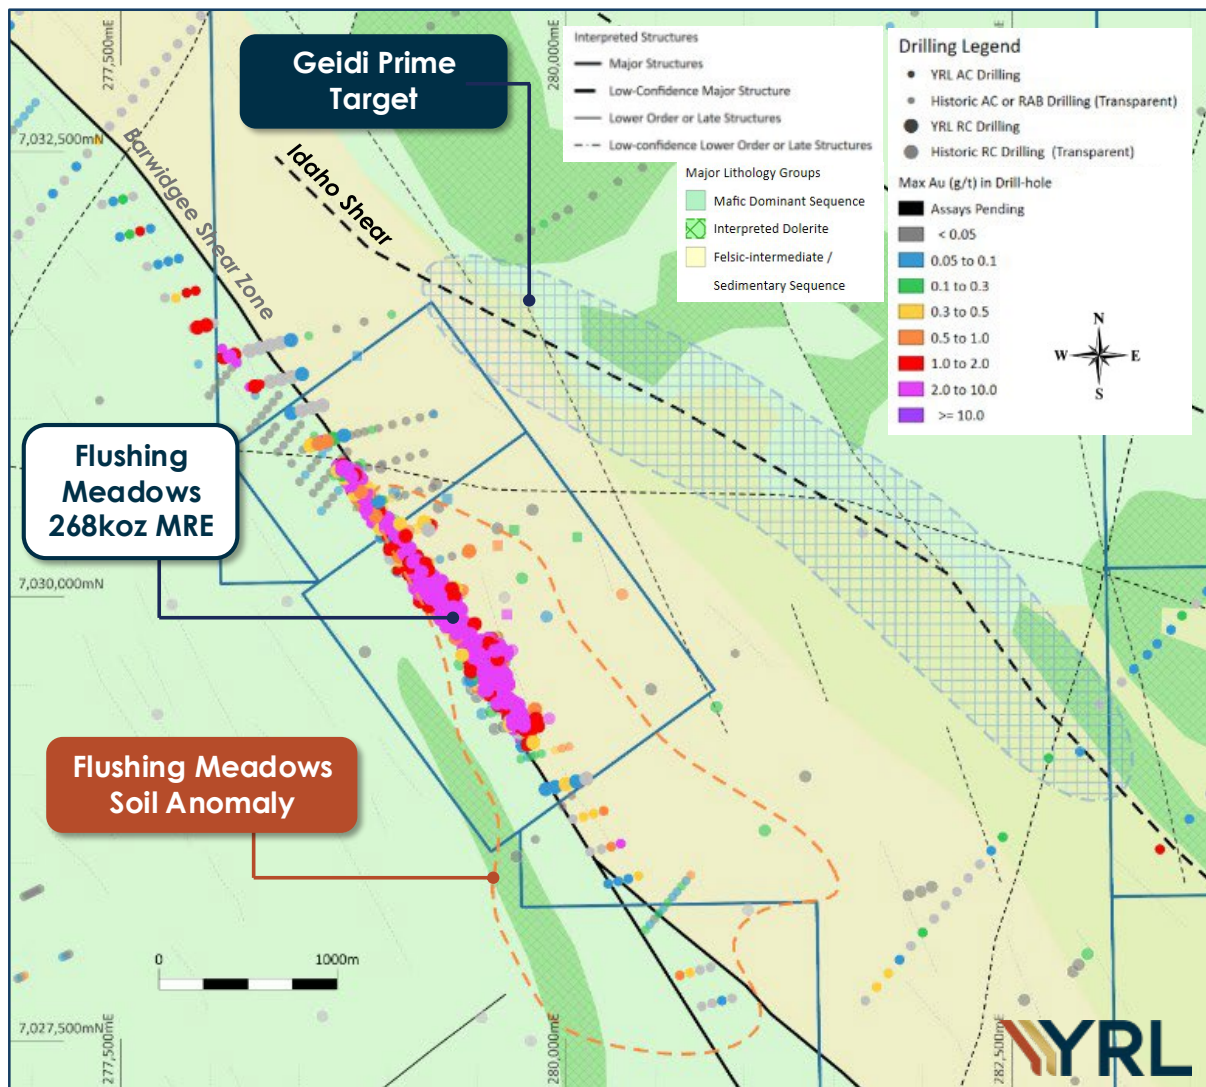 277,500mE
280,000mE
Geidi Prime
Target
Interpreted Structures
Major Structures
Low-Confidence Major Structure
Lower Order or Late Structures
Low-confidence Lower Order or Late Structures
Drilling Legend
YRL AC Drilling
Historic AC or RAB Drilling (Transparent)
YRL RC Drilling
Historic RC Drilling (Transparent)
Max Au (g/t) in Drill-hole
Assays Pending
< 0.05
0.05 to 0.1
0.1 to 0.3
0.3 to 0.5
0.5 to 1.0
1.0 to 2.0
2.0 to 10.0
>= 10.0
N
W E
S
Major Lithology Groups
Mafic Dominant Sequence
Interpreted Dolerite
Felsic-intermediate /
Sedimentary Sequence
7,032,500mN
Barwidgee Shear Zone
Idaho Shear
Flushing
Meadows
268koz MRE
7,030,000mN
Flushing Meadows
Soil Anomaly
0 1000m
7,027,500mN
277,500mE
280,000mE
282,500mE
YRL